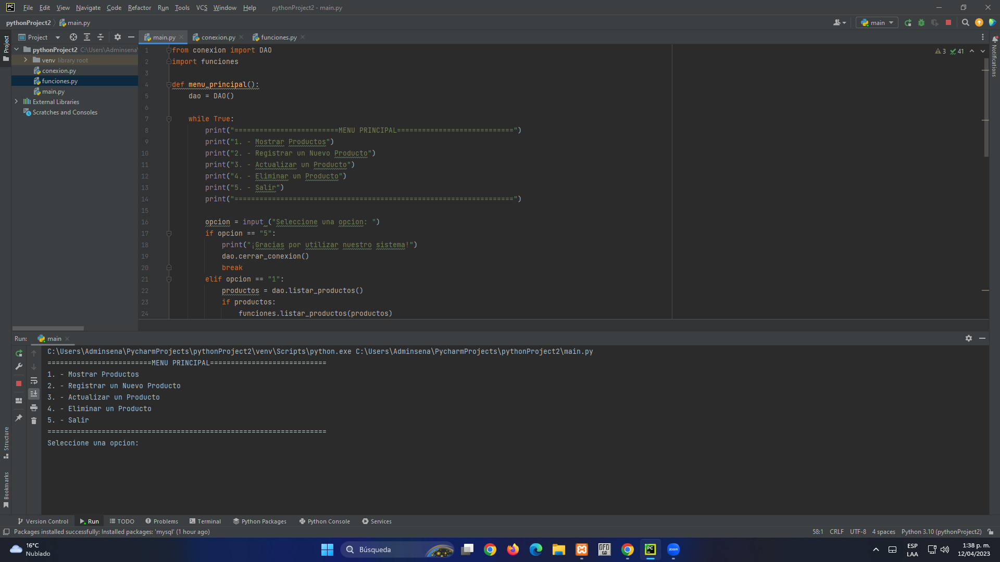 File Edit View Navigate Code Refactor Run Tools VCS Window Help pythonProject2 - main.py
pythonProject2 main.py
main
Project
main.py conexion.py funciones.py
pythonProject2 C:\Users\Adminsena\
venv library root
conexion.py
funciones.py
main.py
External Libraries
Scratches and Consoles
Project
Structure
Bookmarks
Notifications
3 41
1 from conexion import DAO
2 import funciones
3
4 def menu_principal():
5 dao = DAO()
6
7 while True:
8 print("=========================MENU PRINCIPAL============================")
9 print("1. - Mostrar Productos")
10 print("2. - Registrar un Nuevo Producto")
11 print("3. - Actualizar un Producto")
12 print("4. - Eliminar un Producto")
13 print("5. - Salir")
14 print("===================================================================")
15
16 opcion = input ("Seleccione una opcion: ")
17 if opcion == "5":
18 print("¡Gracias por utilizar nuestro sistema!")
19 dao.cerrar_conexion()
20 break
21 elif opcion == "1":
22 productos = dao.listar_productos()
23 if productos:
24 funciones.listar_productos(productos)
Run: main
C:\Users\Adminsena\PycharmProjects\pythonProject2\venv\Scripts\python.exe C:\Users\Adminsena\PycharmProjects\pythonProject2\main.py
=========================MENU PRINCIPAL============================
1. - Mostrar Productos
2. - Registrar un Nuevo Producto
3. - Actualizar un Producto
4. - Eliminar un Producto
5. - Salir
===================================================================
Seleccione una opcion:
Version Control Run TODO Problems Terminal Python Packages Python Console Services
Packages installed successfully: Installed packages: 'mysql' (1 hour ago)
58:1 CRLF UTF-8 4 spaces Python 3.10 (pythonProject2)
16°C
Nublado
Búsqueda
zoom
ESP
LAA
1:38 p. m.
12/04/2023